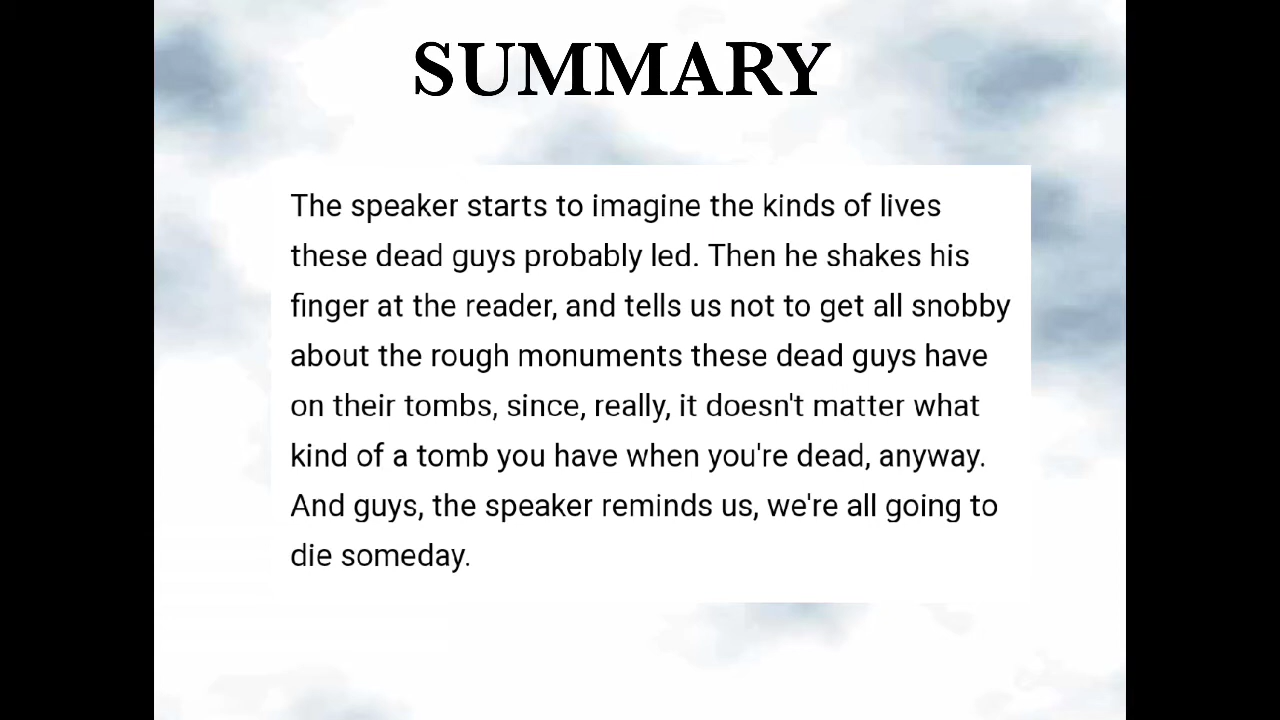 SUMMARY
The speaker starts to imagine the kinds of lives
these dead guys probably led. Then he shakes his
finger at the reader, and tells us not to get all snobby
about the rough monuments these dead guys have
on their tombs, since, really, it doesn't matter what
kind of a tomb you have when you're dead, anyway.
And guys, the speaker reminds us, we're all going to
die someday.